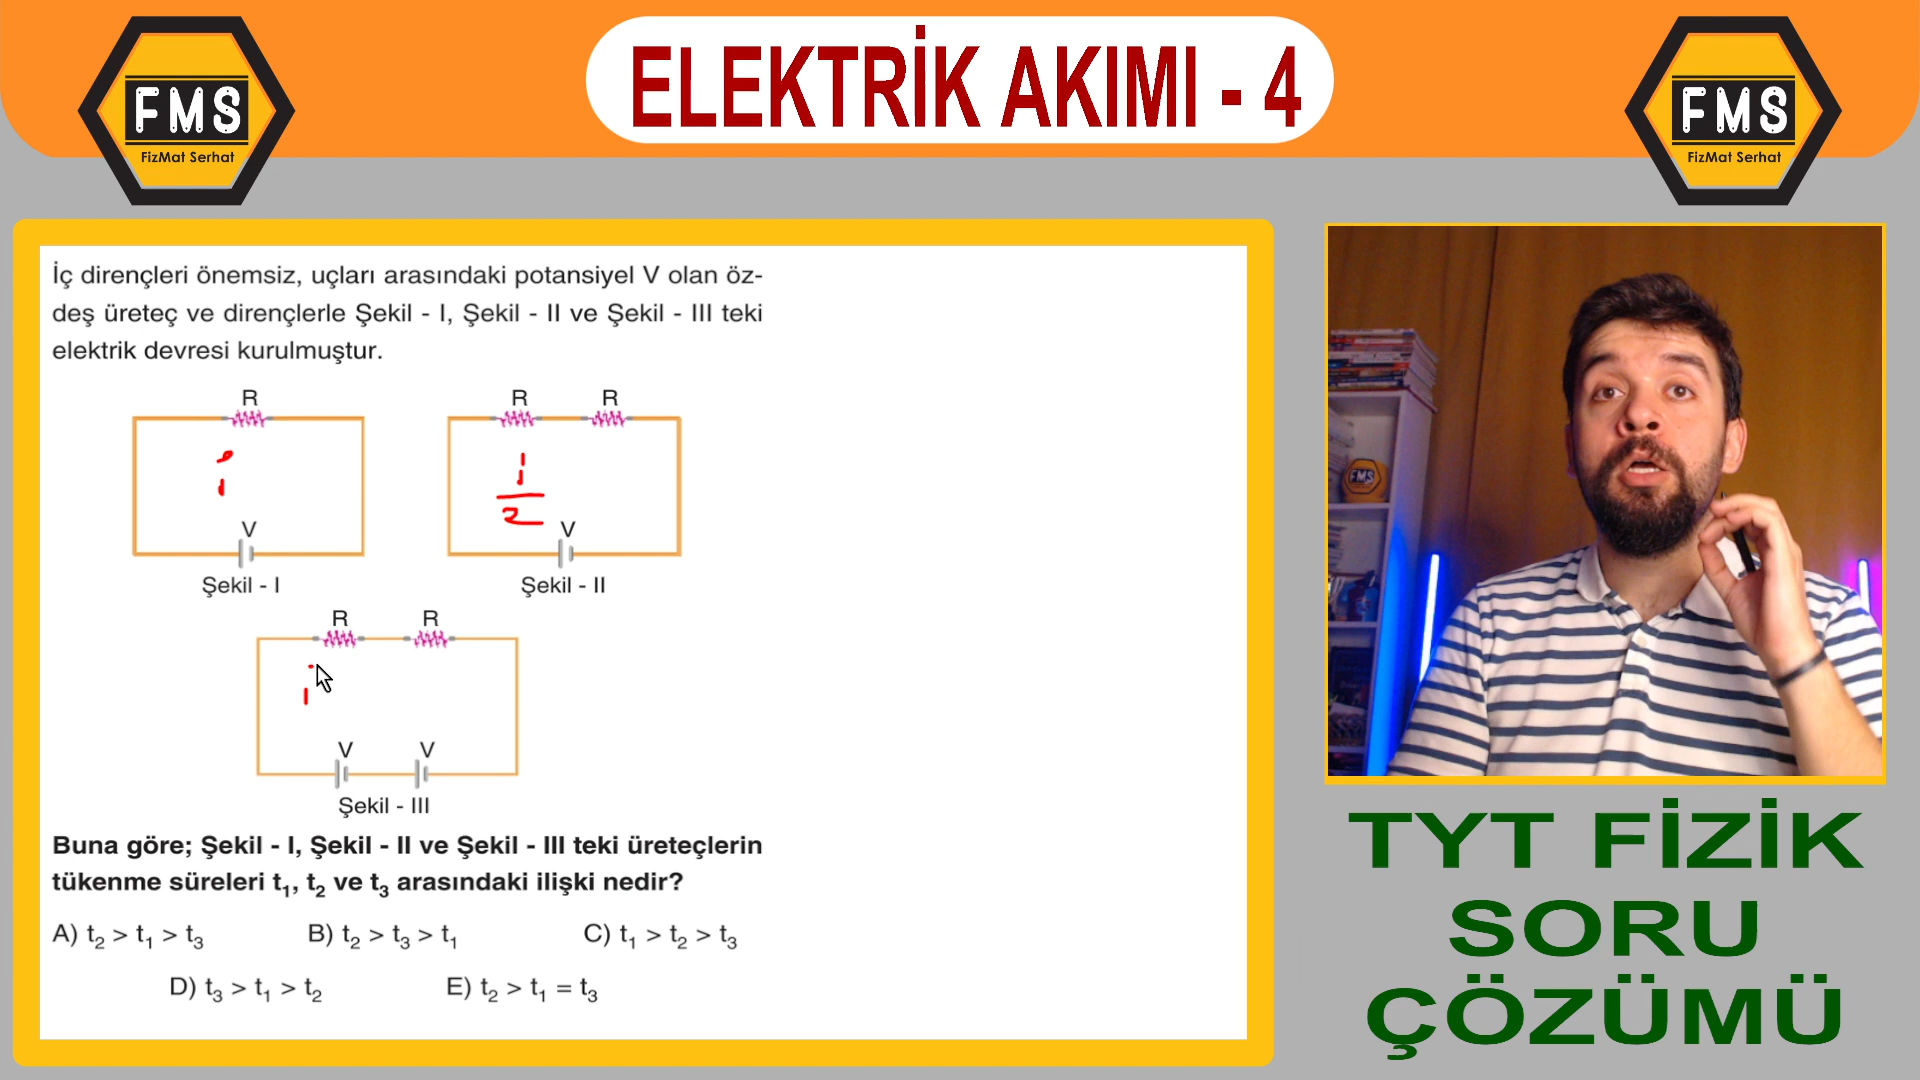 FMS
FizMat Serhat
ELEKTRİK AKIMI - 4
FMS
FizMat Serhat
İç dirençleri önemsiz, uçları arasındaki potansiyel V olan öz-
deş üreteç ve dirençlerle Şekil - I, Şekil - II ve Şekil - III teki
elektrik devresi kurulmuştur.
R
R R
i
i
2
V
V
Şekil - I
Şekil - II
R R
i
V V
Şekil - III
Buna göre; Şekil - I, Şekil - II ve Şekil - III teki üreteçlerin
tükenme süreleri t₁, t₂ ve t₃ arasındaki ilişki nedir?
A) t₂ > t₁ > t₃ B) t₂ > t₃ > t₁ C) t₁ > t₂ > t₃
D) t₃ > t₁ > t₂ E) t₂ > t₁ = t₃
FMS
TYT FİZİK
SORU
ÇÖZÜMÜ